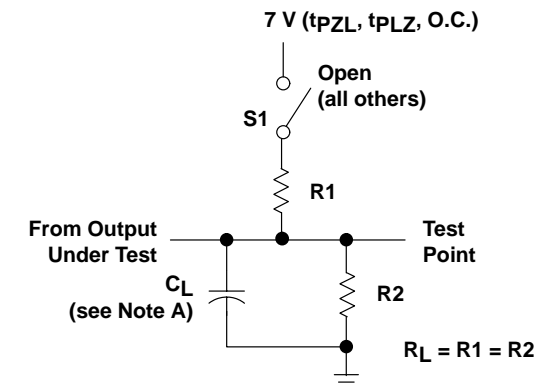 7 V (tPZL, tPLZ, O.C.)
Open
(all others)
S1
R1
From Output
Under Test
Test
Point
CL
(see Note A)
R2
RL = R1 = R2